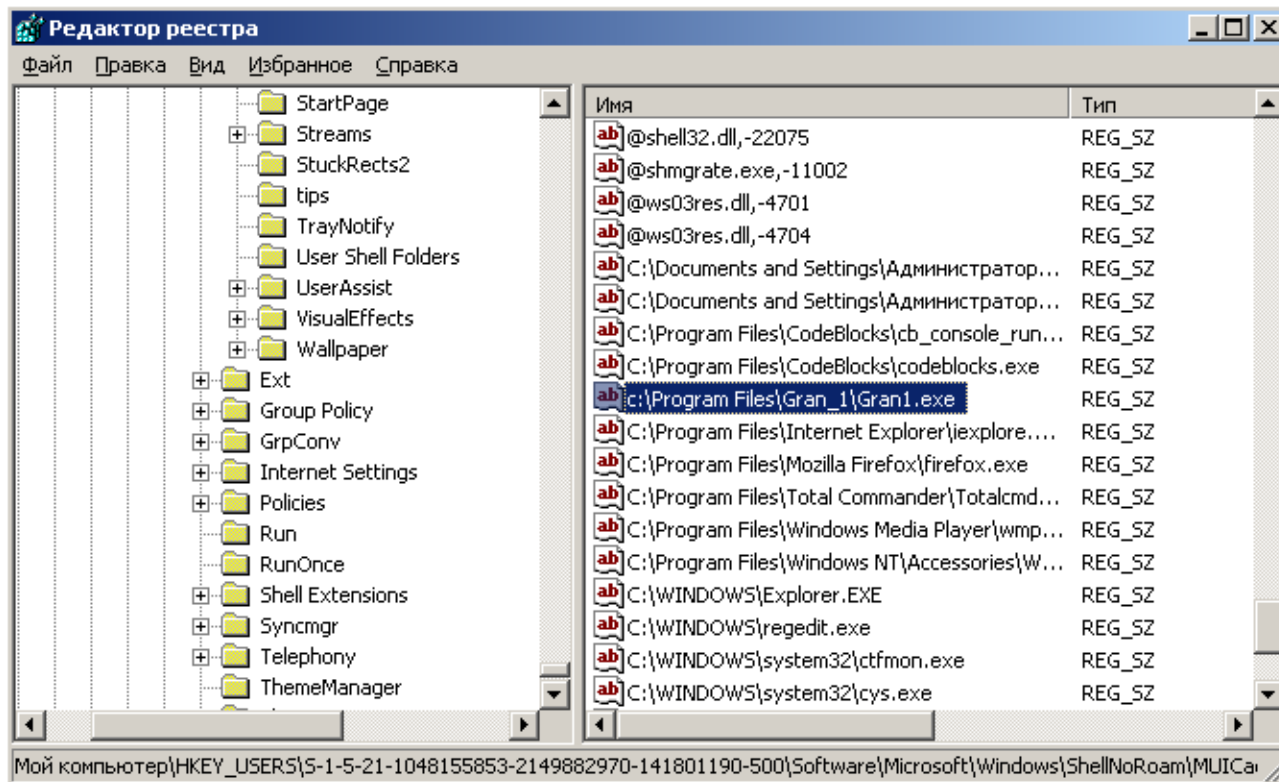 Редактор реестра
Файл Правка Вид Избранное Справка
StartPage
Streams
StuckRects2
tips
TrayNotify
User Shell Folders
UserAssist
VisualEffects
Wallpaper
Ext
Group Policy
GrpConv
Internet Settings
Policies
Run
RunOnce
Shell Extensions
Syncmgr
Telephony
ThemeManager
Имя Тип
@shell32.dll,-22075 REG_SZ
@shmgrate.exe,-11002 REG_SZ
@ws03res.dll,-4701 REG_SZ
@ws03res.dll,-4704 REG_SZ
C:\Documents and Settings\Администратор... REG_SZ
C:\Documents and Settings\Администратор... REG_SZ
C:\Program Files\CodeBlocks\cb_console_run... REG_SZ
C:\Program Files\CodeBlocks\codeblocks.exe REG_SZ
c:\Program Files\Gran_1\Gran1.exe REG_SZ
C:\Program Files\Internet Explorer\iexplore.... REG_SZ
C:\Program Files\Mozilla Firefox\firefox.exe REG_SZ
C:\Program Files\Total Commander\Totalcmd... REG_SZ
C:\Program Files\Windows Media Player\wmp... REG_SZ
C:\Program Files\Windows NT\Accessories\W... REG_SZ
C:\WINDOWS\Explorer.EXE REG_SZ
C:\WINDOWS\regedit.exe REG_SZ
C:\WINDOWS\system32\ctfmon.exe REG_SZ
C:\WINDOWS\system32\cys.exe REG_SZ
Мой компьютер\HKEY_USERS\S-1-5-21-1048155853-2149882970-141801190-500\Software\Microsoft\Windows\ShellNoRoam\MUICa